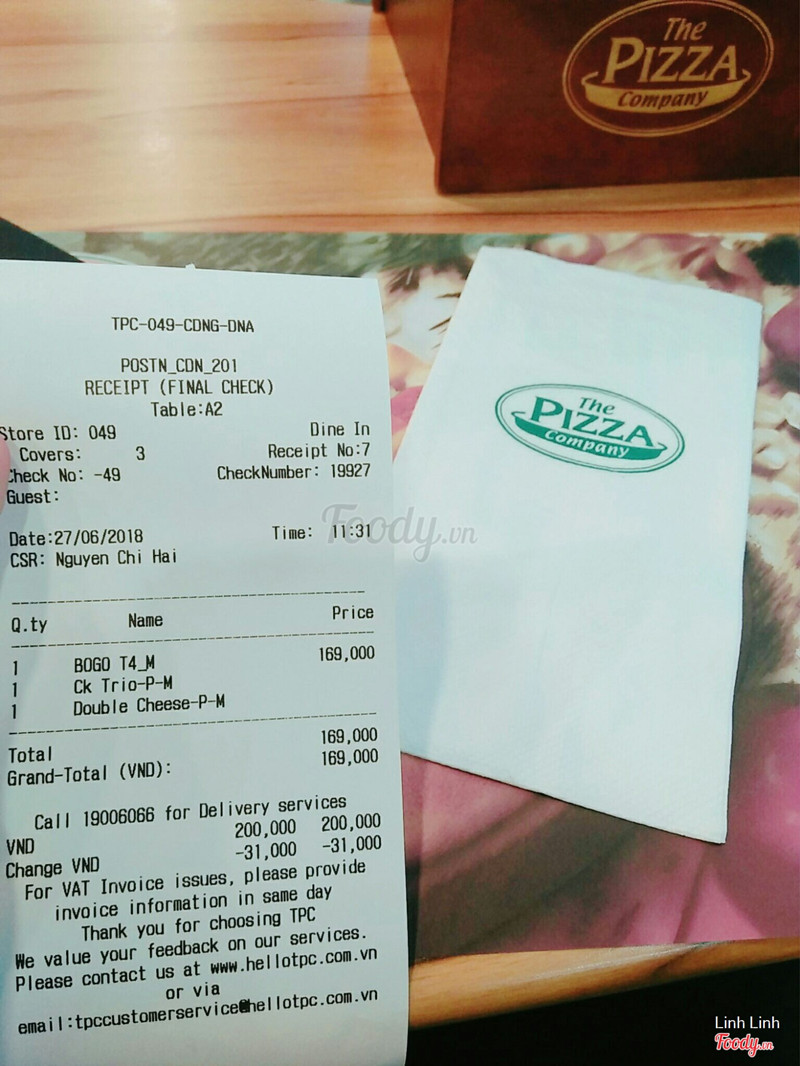 The
PIZZA
Company
TPC-049-CDNG-DNA
POSTN_CDN_201
RECEIPT (FINAL CHECK)
Table:A2
Store ID: 049 Dine In
Covers: 3 Receipt No:7
Check No: -49 CheckNumber: 19927
Guest:
Date:27/06/2018 Time: 11:31
CSR: Nguyen Chi Hai
Q.ty Name Price
1 BOGO T4_M 169,000
1 Ck Trio-P-M
1 Double Cheese-P-M
Total 169,000
Grand-Total (VND): 169,000
Call 19006066 for Delivery services
VND 200,000 200,000
Change VND -31,000 -31,000
For VAT Invoice issues, please provide
invoice information in same day
Thank you for choosing TPC
We value your feedback on our services.
Please contact us at www.hellotpc.com.vn
or via
email:tpccustomerservice@hellotpc.com.vn
The
PIZZA
Company
Foody.vn
Linh Linh
Foody.vn